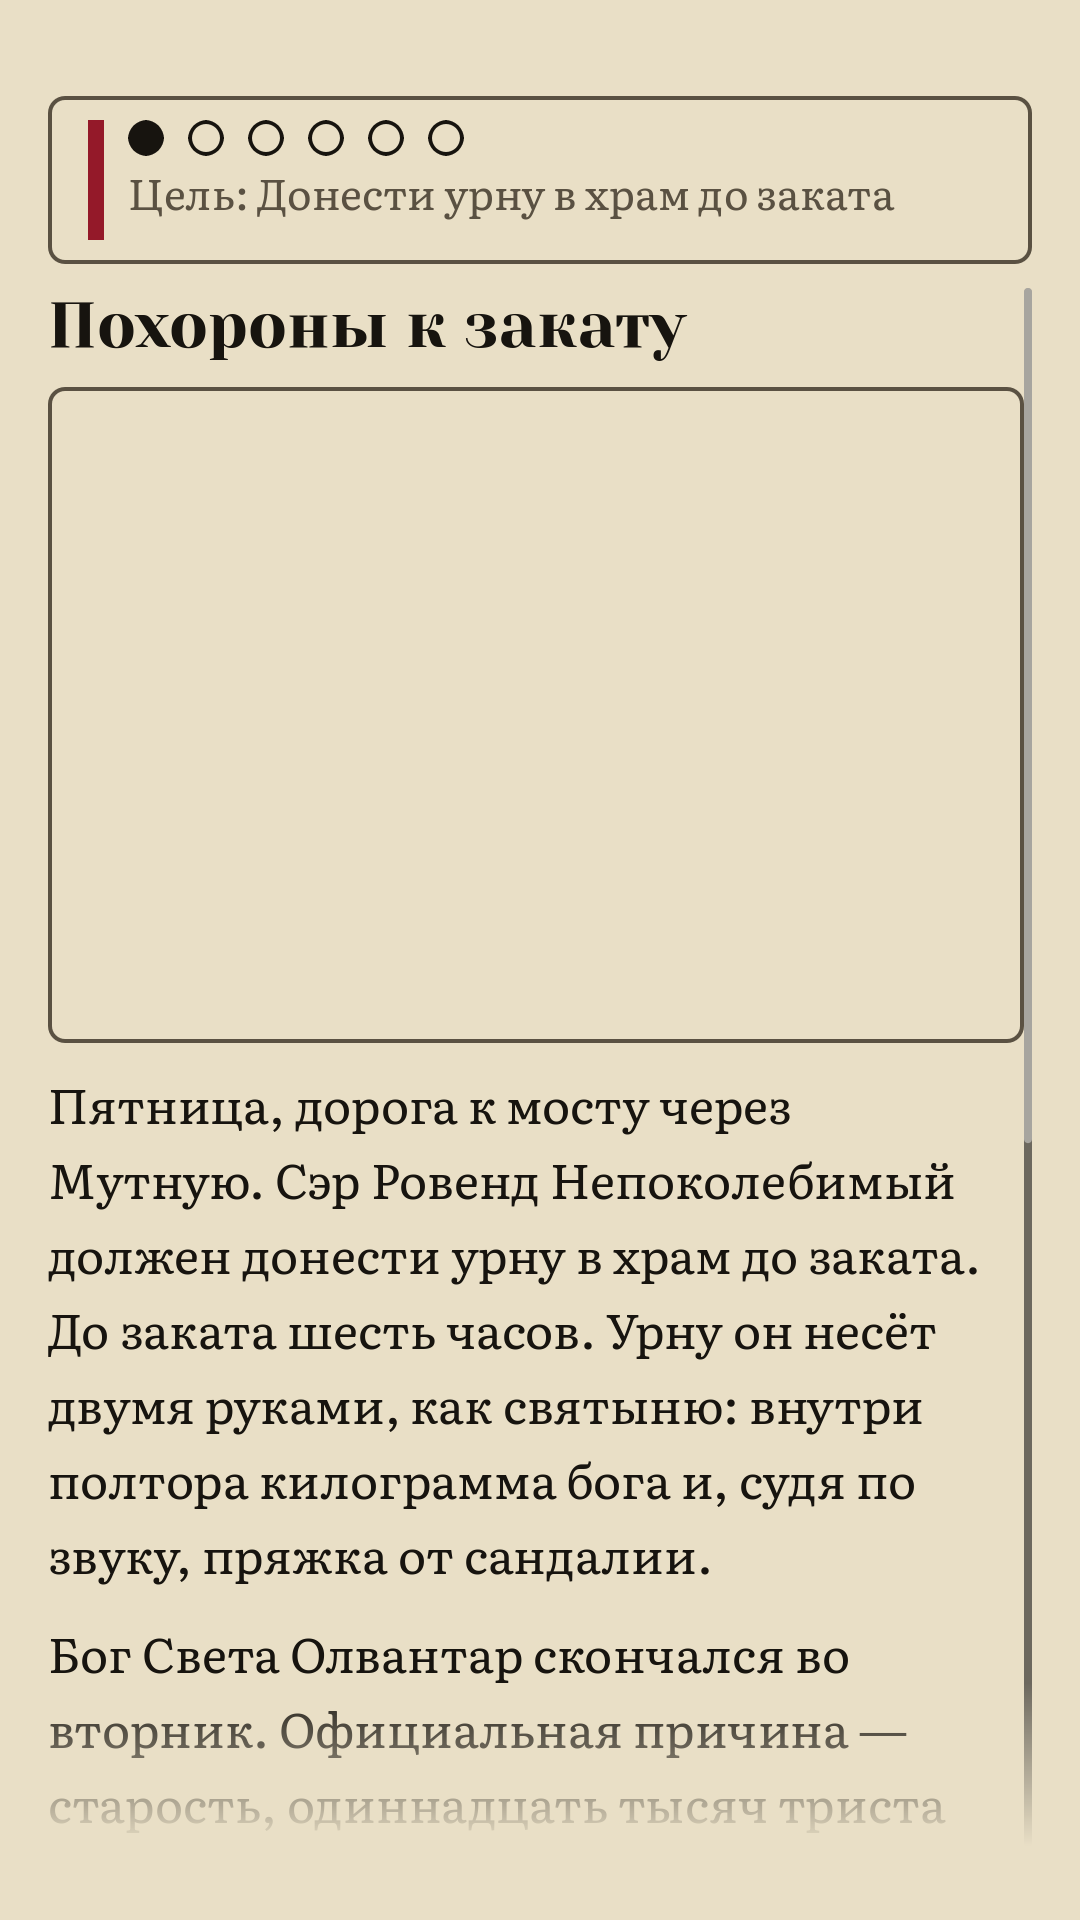 Цель: Донести урну в храм до заката
Похороны к закату
Пятница, дорога к мосту через
Мутную. Сэр Ровенд Непоколебимый
должен донести урну в храм до заката.
До заката шесть часов. Урну он несёт
двумя руками, как святыню: внутри
полтора килограмма бога и, судя по
звуку, пряжка от сандалии.
Бог Света Олвантар скончался во
вторник. Официальная причина —
старость, одиннадцать тысяч триста